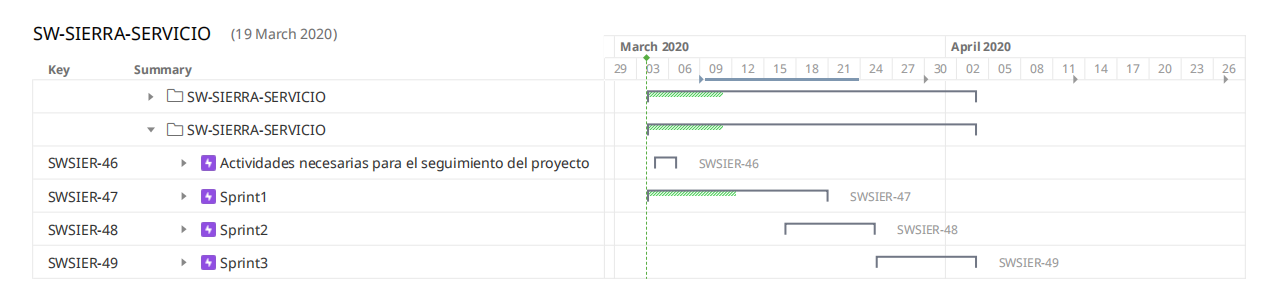 SW-SIERRA-SERVICIO (19 March 2020)
March 2020 April 2020
Key Summary 29 03 06 09 12 15 18 21 24 27 30 02 05 08 11 14 17 20 23 26
SW-SIERRA-SERVICIO
SW-SIERRA-SERVICIO
SWSIER-46 Actividades necesarias para el seguimiento del proyecto SWSIER-46
SWSIER-47 Sprint1 SWSIER-47
SWSIER-48 Sprint2 SWSIER-48
SWSIER-49 Sprint3 SWSIER-49